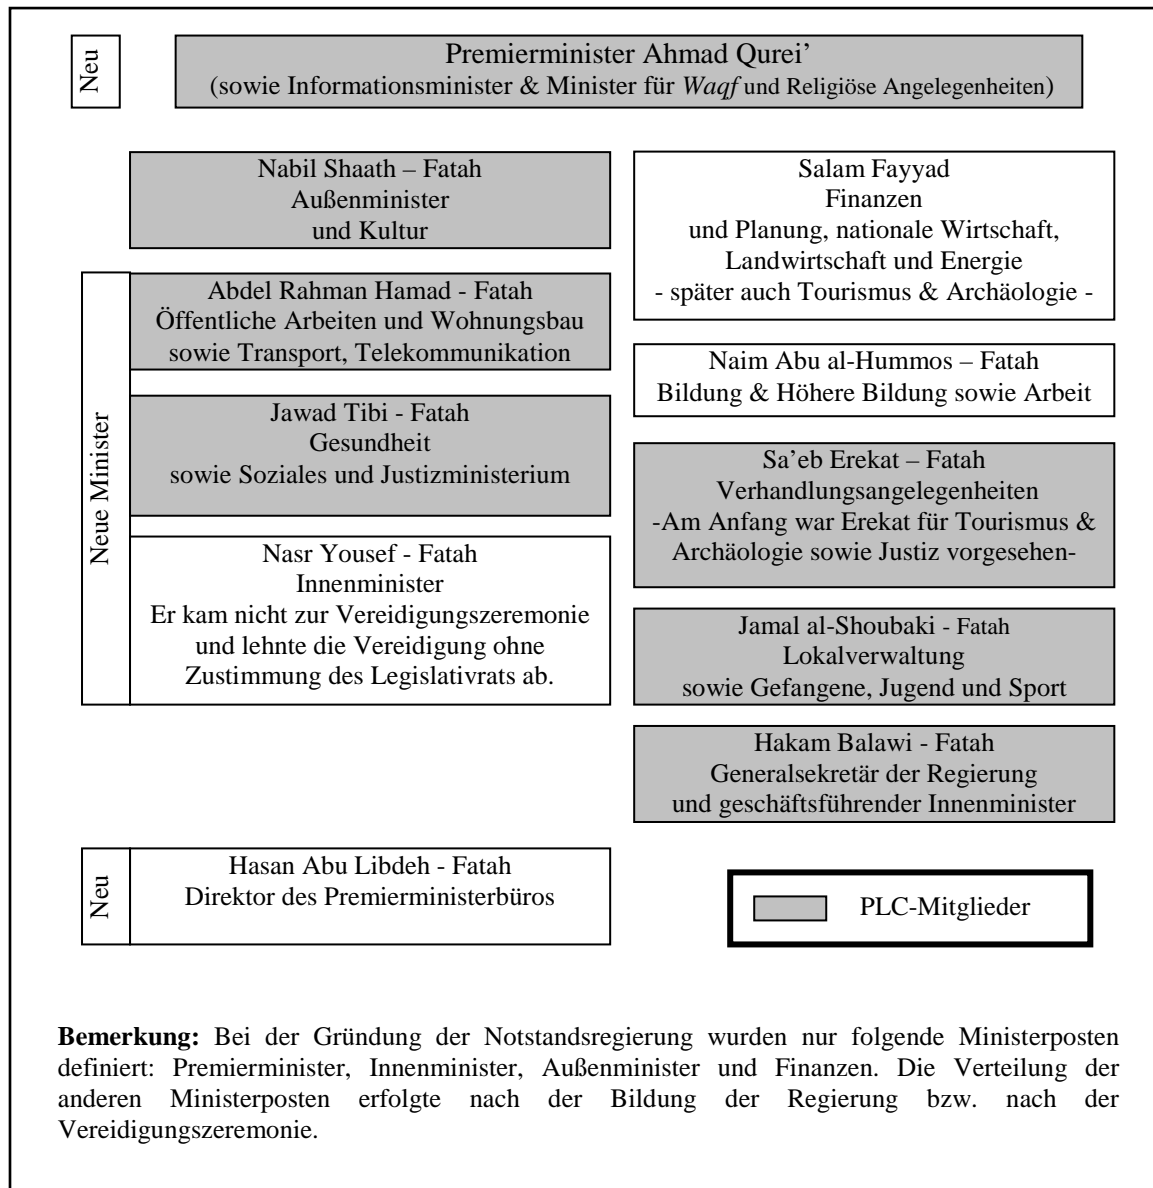 Neu
Premierminister Ahmad Qurei’
(sowie Informationsminister & Minister für Waqf und Religiöse Angelegenheiten)
Nabil Shaath – Fatah
Außenminister
und Kultur
Neue Minister
Abdel Rahman Hamad - Fatah
Öffentliche Arbeiten und Wohnungsbau
sowie Transport, Telekommunikation
Jawad Tibi - Fatah
Gesundheit
sowie Soziales und Justizministerium
Nasr Yousef - Fatah
Innenminister
Er kam nicht zur Vereidigungszeremonie
und lehnte die Vereidigung ohne
Zustimmung des Legislativrats ab.
Salam Fayyad
Finanzen
und Planung, nationale Wirtschaft,
Landwirtschaft und Energie
- später auch Tourismus & Archäologie -
Naim Abu al-Hummos – Fatah
Bildung & Höhere Bildung sowie Arbeit
Sa’eb Erekat – Fatah
Verhandlungsangelegenheiten
-Am Anfang war Erekat für Tourismus &
Archäologie sowie Justiz vorgesehen-
Jamal al-Shoubaki - Fatah
Lokalverwaltung
sowie Gefangene, Jugend und Sport
Hakam Balawi - Fatah
Generalsekretär der Regierung
und geschäftsführender Innenminister
Neu
Hasan Abu Libdeh - Fatah
Direktor des Premierministerbüros
PLC-Mitglieder
Bemerkung: Bei der Gründung der Notstandsregierung wurden nur folgende Ministerposten
definiert: Premierminister, Innenminister, Außenminister und Finanzen. Die Verteilung der
anderen Ministerposten erfolgte nach der Bildung der Regierung bzw. nach der
Vereidigungszeremonie.